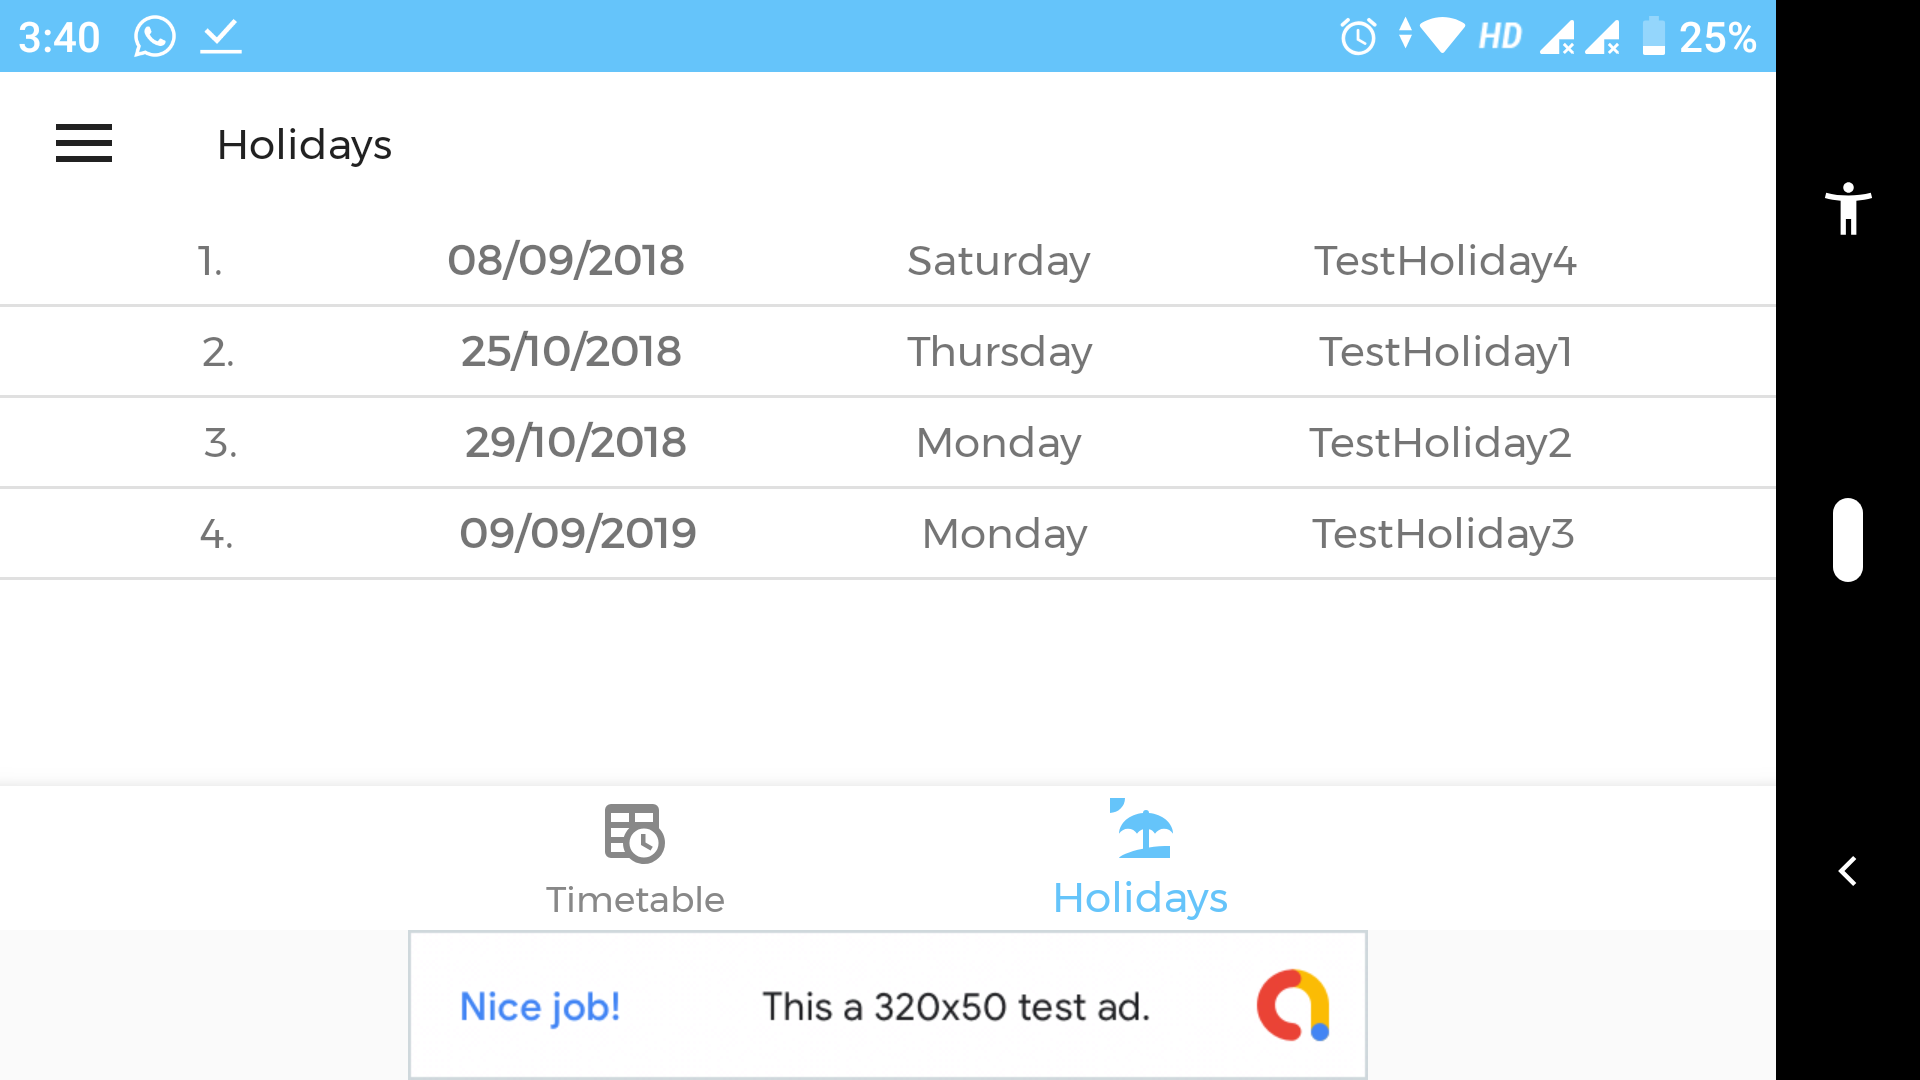 3:40 HD 25%
Holidays
1. 08/09/2018 Saturday TestHoliday4
2. 25/10/2018 Thursday TestHoliday1
3. 29/10/2018 Monday TestHoliday2
4. 09/09/2019 Monday TestHoliday3
Timetable Holidays
Nice job! This a 320x50 test ad.